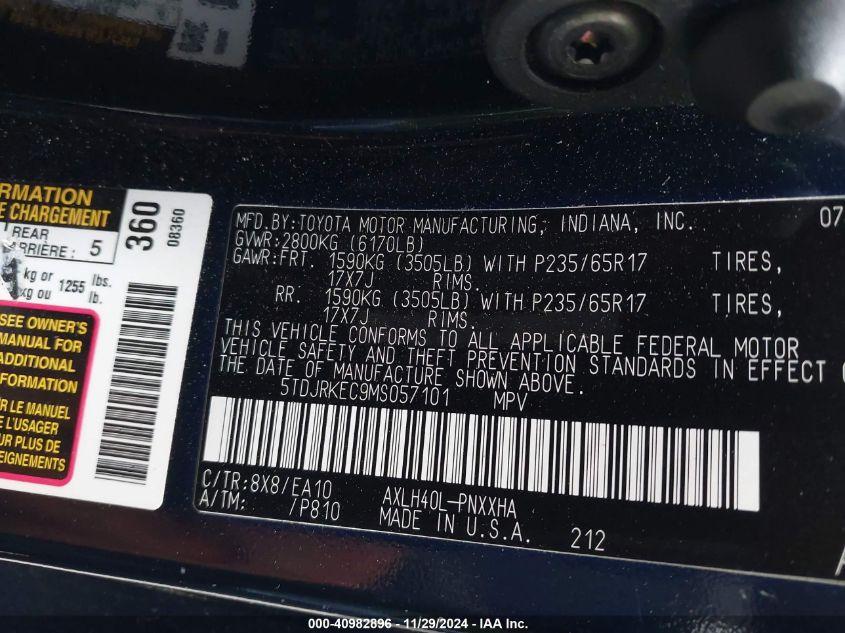 RMATION
E CHARGEMENT
REAR
ARRIÈRE: 5
kg or 1255 lbs.
kg ou lb.
SEE OWNER'S
MANUAL FOR
ADDITIONAL
FORMATION
R LE MANUEL
E L'USAGER
UR PLUS DE
EIGNEMENTS
360
08360
MFD.BY:TOYOTA MOTOR MANUFACTURING, INDIANA, INC. 07
GVWR:2800KG (6170LB)
GAWR:FRT. 1590KG (3505LB) WITH P235/65R17 TIRES,
17X7J RIMS.
RR. 1590KG (3505LB) WITH P235/65R17 TIRES,
17X7J RIMS.
THIS VEHICLE CONFORMS TO ALL APPLICABLE FEDERAL MOTOR
VEHICLE SAFETY AND THEFT PREVENTION STANDARDS IN EFFECT
THE DATE OF MANUFACTURE SHOWN ABOVE.
5TDJRKEC9MS057101 MPV
C/TR:8X8/EA10 AXLH40L-PNXXHA
A/TM: /P810 MADE IN U.S.A. 212
000-40982896 - 11/29/2024 - IAA Inc.